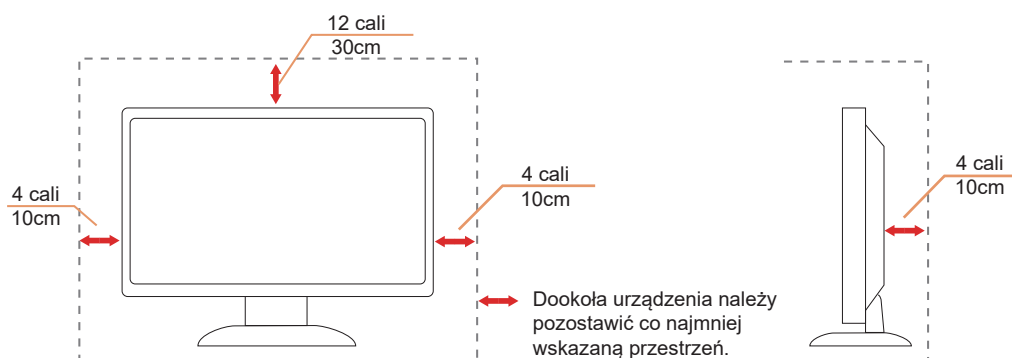 12 cali
30cm
4 cali
10cm
4 cali
10cm
4 cali
10cm
Dookoła urządzenia należy
pozostawić co najmniej
wskazaną przestrzeń.